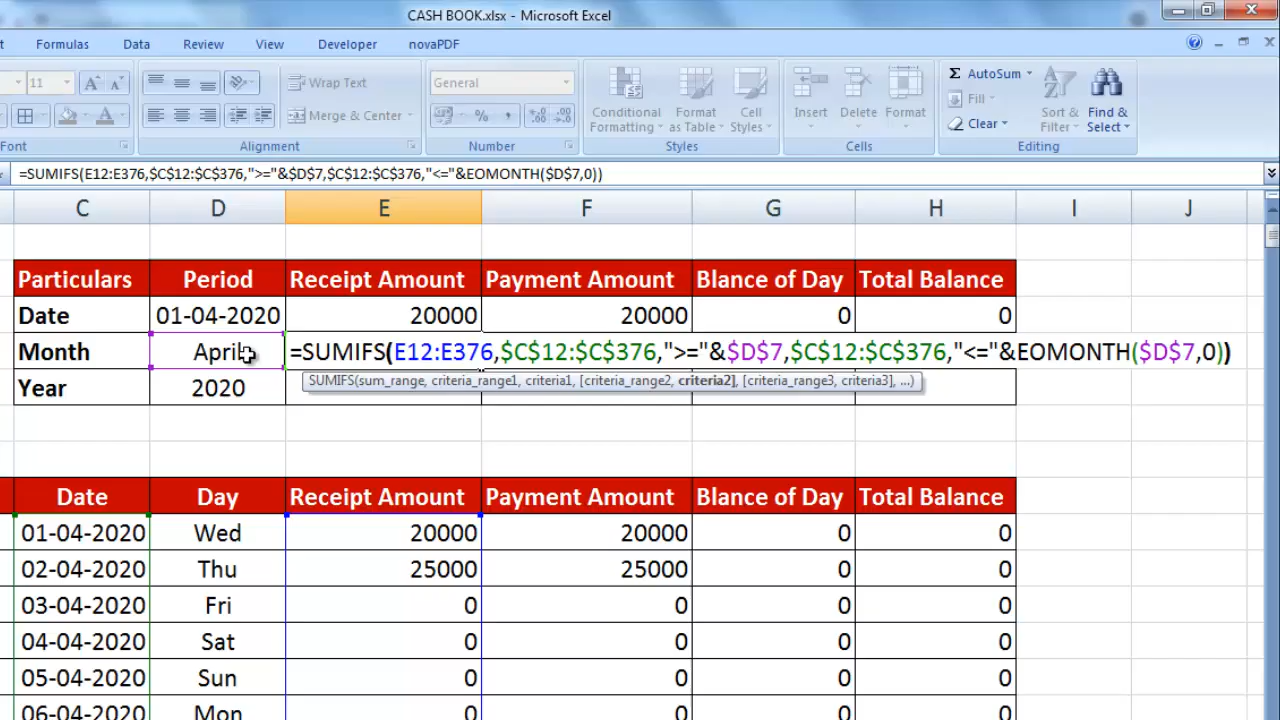 CASH BOOK.xlsx - Microsoft Excel
Formulas Data Review View Developer novaPDF
11 A A Wrap Text General Conditional Formatting Format as Table Cell Styles Insert Delete Format Σ AutoSum Fill Clear Sort & Filter Find & Select
Merge & Center % ,
Font Alignment Number Styles Cells Editing
=SUMIFS(E12:E376,$C$12:$C$376,">="&$D$7,$C$12:$C$376,"<="&EOMONTH($D$7,0))
C D E F G H I J
Particulars Period Receipt Amount Payment Amount Blance of Day Total Balance
Date 01-04-2020 20000 20000 0 0
Month April =SUMIFS(E12:E376,$C$12:$C$376,">="&$D$7,$C$12:$C$376,"<="&EOMONTH($D$7,0))
SUMIFS(sum_range, criteria_range1, criteria1, [criteria_range2, criteria2], [criteria_range3, criteria3], ...)
Year 2020
Date Day Receipt Amount Payment Amount Blance of Day Total Balance
01-04-2020 Wed 20000 20000 0 0
02-04-2020 Thu 25000 25000 0 0
03-04-2020 Fri 0 0 0 0
04-04-2020 Sat 0 0 0 0
05-04-2020 Sun 0 0 0 0
06-04-2020 Mon 0 0 0 0